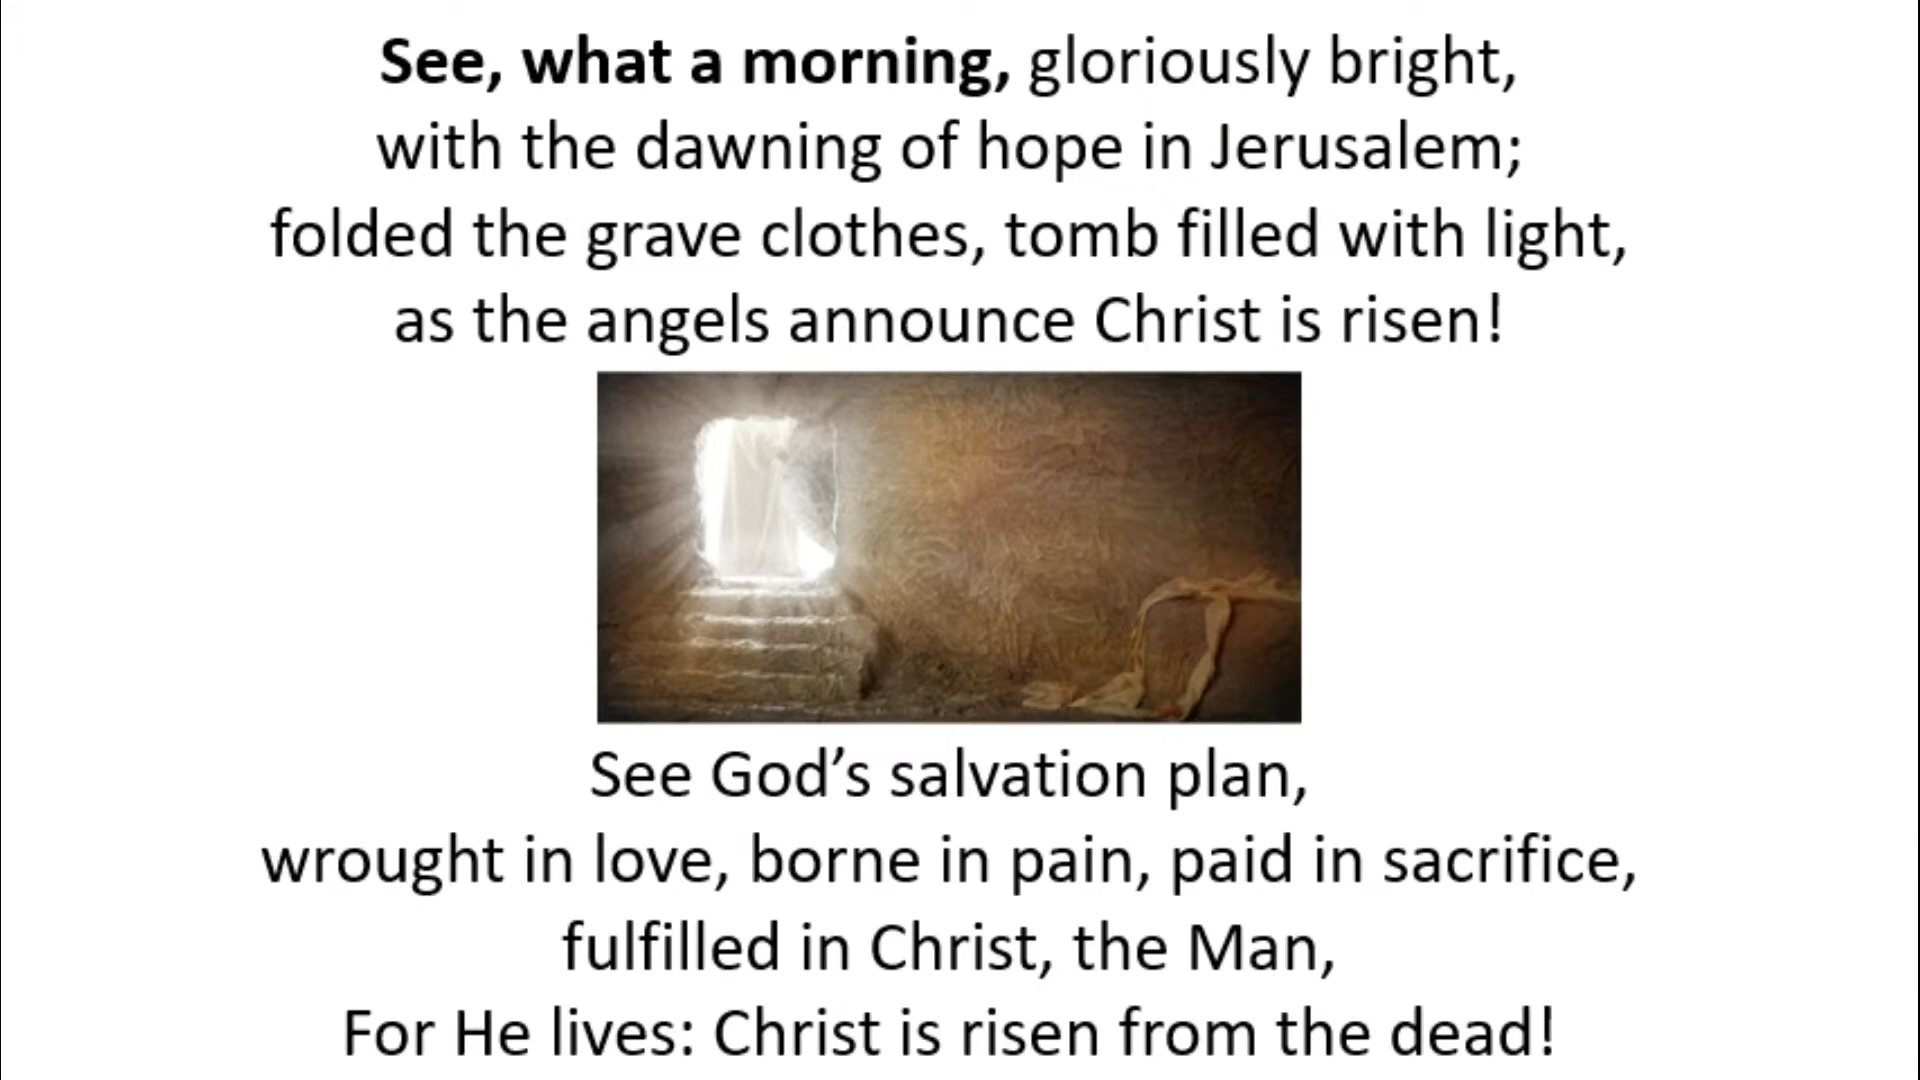 See, what a morning, gloriously bright,
with the dawning of hope in Jerusalem;
folded the grave clothes, tomb filled with light,
as the angels announce Christ is risen!
See God’s salvation plan,
wrought in love, borne in pain, paid in sacrifice,
fulfilled in Christ, the Man,
For He lives: Christ is risen from the dead!